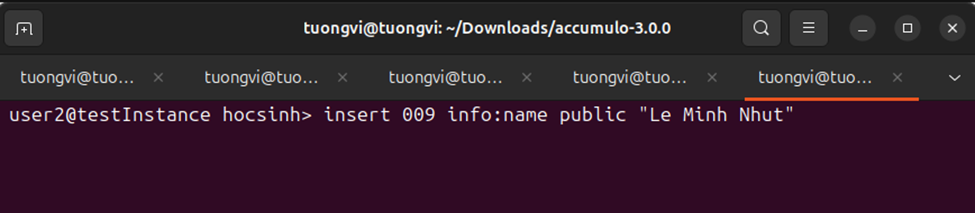 tuongvi@tuongvi: ~/Downloads/accumulo-3.0.0
tuongvi@tuo... tuongvi@tuo... tuongvi@tuo... tuongvi@tuo... tuongvi@tuo...
user2@testInstance hocsinh> insert 009 info:name public "Le Minh Nhut"